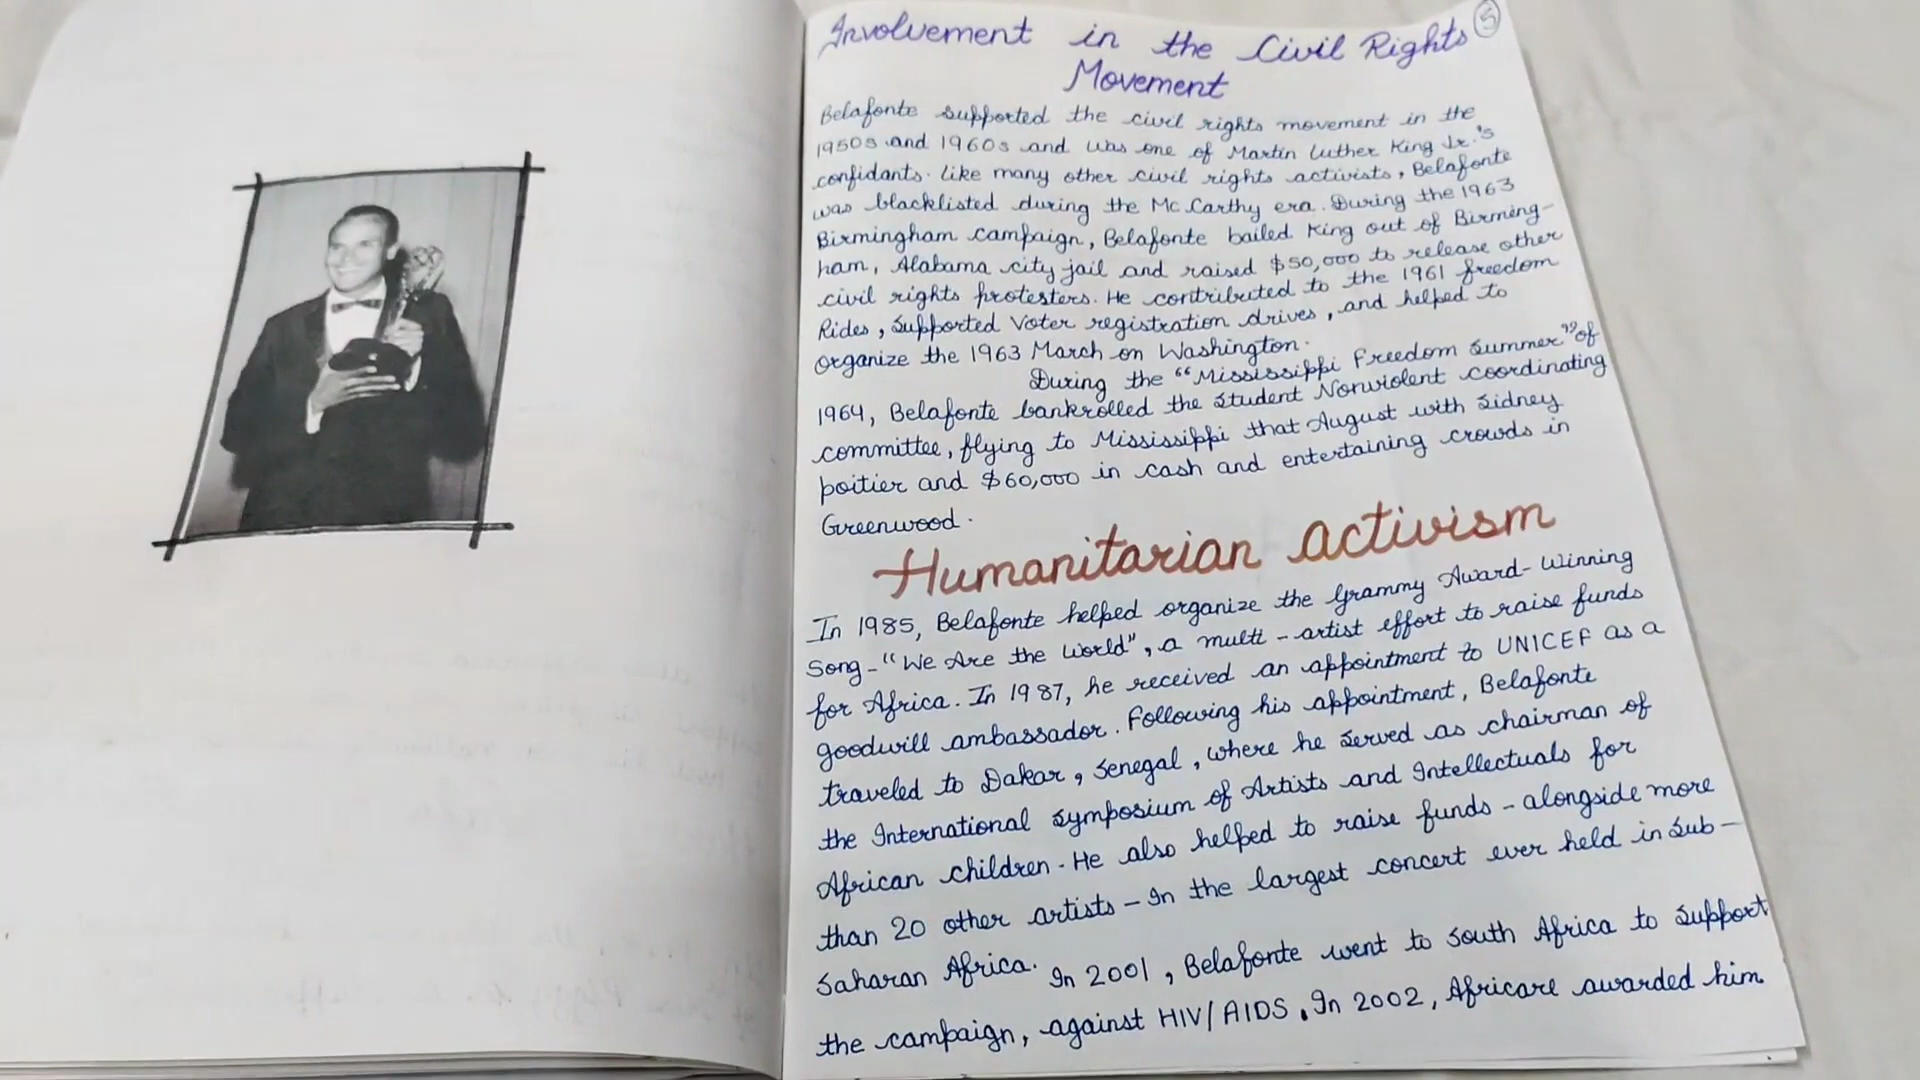 5
Involvement in the Civil Rights
Movement
Belafonte supported the civil rights movement in the
1950s and 1960s and was one of Martin Luther King Jr.'s
confidants. Like many other civil rights activists, Belafonte
was blacklisted during the Mc Carthy era. During the 1963
Birmingham campaign, Belafonte bailed King out of Birming-
ham, Alabama city jail and raised $50,000 to release other
civil rights protesters. He contributed to the 1961 freedom
Rides, supported voter registration drives, and helped to
organize the 1963 March on Washington.
During the "Mississippi Freedom Summer" of
1964, Belafonte bankrolled the Student Nonviolent coordinating
committee, flying to Mississippi that August with Sidney
poitier and $60,000 in cash and entertaining crowds in
Greenwood.
Humanitarian activism
In 1985, Belafonte helped organize the Grammy Award-Winning
Song - "We Are the World", a multi-artist effort to raise funds
for Africa. In 1987, he received an appointment to UNICEF as a
goodwill ambassador. Following his appointment, Belafonte
traveled to Dakar, Senegal, where he served as chairman of
the International Symposium of Artists and Intellectuals for
African children. He also helped to raise funds - alongside more
than 20 other artists - In the largest concert ever held in Sub-
Saharan Africa. In 2001, Belafonte went to South Africa to support
the campaign, against HIV/AIDS. In 2002, Africare awarded him